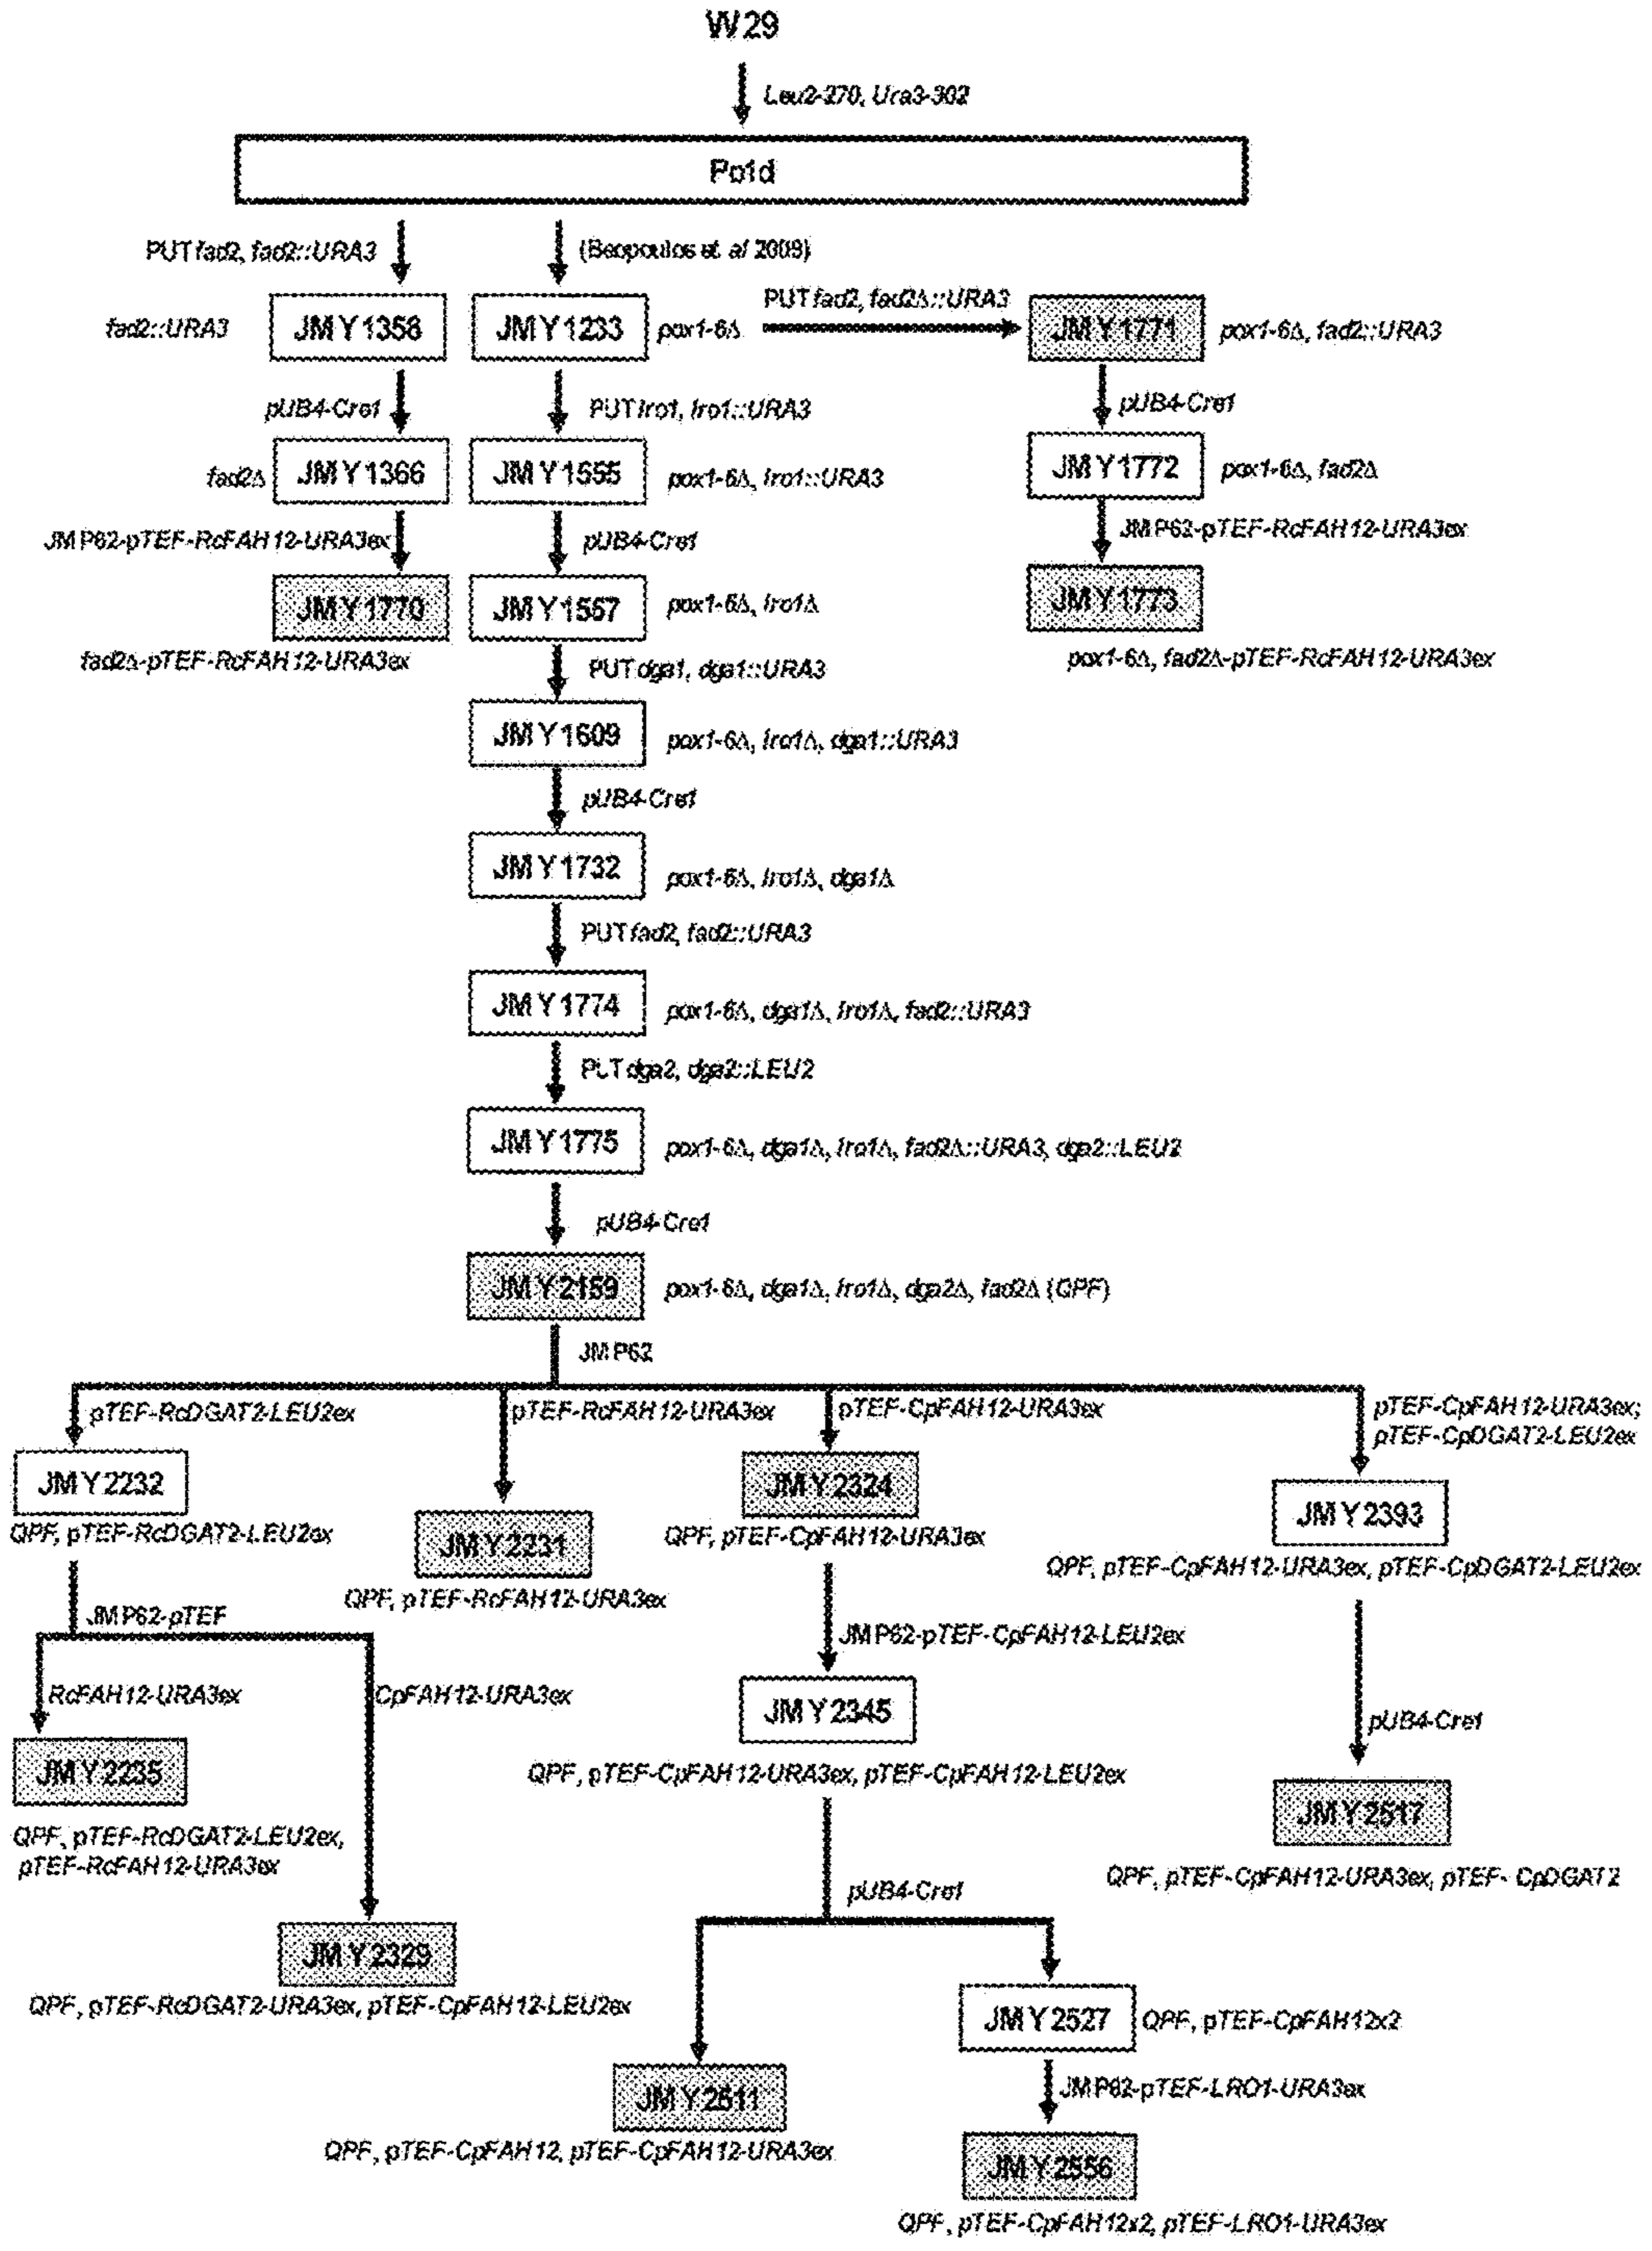 W29
Leu2-270, Ura3-302
Po1d
PUT fad2, fad2::URA3
(Beopoulos et. al 2008)
PUT fad2, fad2Δ::URA3
fad2::URA3
JMY1358
JMY1233
pox1-6Δ
JMY1771
pox1-6Δ, fad2::URA3
pUB4-Cre1
PUT lro1, lro1::URA3
pUB4-Cre1
fad2Δ
JMY1366
JMY1555
pox1-6Δ, lro1::URA3
JMY1772
pox1-6Δ, fad2Δ
JMP62-pTEF-RcFAH12-URA3ex
pUB4-Cre1
JMP62-pTEF-RcFAH12-URA3ex
JMY1770
JMY1567
pox1-6Δ, lro1Δ
JMY1773
fad2Δ-pTEF-RcFAH12-URA3ex
PUT dga1, dga1::URA3
pox1-6Δ, fad2Δ-pTEF-RcFAH12-URA3ex
JMY1609
pox1-6Δ, lro1Δ, dga1::URA3
pUB4-Cre1
JMY1732
pox1-6Δ, lro1Δ, dga1Δ
PUT fad2, fad2::URA3
JMY1774
pox1-6Δ, dga1Δ, lro1Δ, fad2::URA3
PUT dga2, dga2::LEU2
JMY1775
pox1-6Δ, dga1Δ, lro1Δ, fad2Δ::URA3, dga2::LEU2
pUB4-Cre1
JMY2159
pox1-6Δ, dga1Δ, lro1Δ, dga2Δ, fad2Δ (QPF)
JMP62
pTEF-RcDGAT2-LEU2ex
pTEF-RcFAH12-URA3ex
pTEF-CpFAH12-URA3ex
pTEF-CpFAH12-URA3ex;
pTEF-CpDGAT2-LEU2ex
JMY2232
JMY2324
JMY2393
QPF, pTEF-RcDGAT2-LEU2ex
JMY2231
QPF, pTEF-CpFAH12-URA3ex
QPF, pTEF-CpFAH12-URA3ex, pTEF-CpDGAT2-LEU2ex
QPF, pTEF-RcFAH12-URA3ex
JMP62-pTEF
JMP62-pTEF-CpFAH12-LEU2ex
RcFAH12-URA3ex
CpFAH12-URA3ex
JMY2345
pUB4-Cre1
JMY2235
QPF, pTEF-CpFAH12-URA3ex, pTEF-CpFAH12-LEU2ex
JMY2517
QPF, pTEF-RcDGAT2-LEU2ex,
pTEF-RcFAH12-URA3ex
QPF, pTEF-CpFAH12-URA3ex, pTEF- CpDGAT2
pUB4-Cre1
JMY2329
QPF, pTEF-RcDGAT2-URA3ex, pTEF-CpFAH12-LEU2ex
JMY2527
QPF, pTEF-CpFAH12x2
JMY2511
JMP62-pTEF-LRO1-URA3ex
QPF, pTEF-CpFAH12, pTEF-CpFAH12-URA3ex
JMY2556
QPF, pTEF-CpFAH12x2, pTEF-LRO1-URA3ex